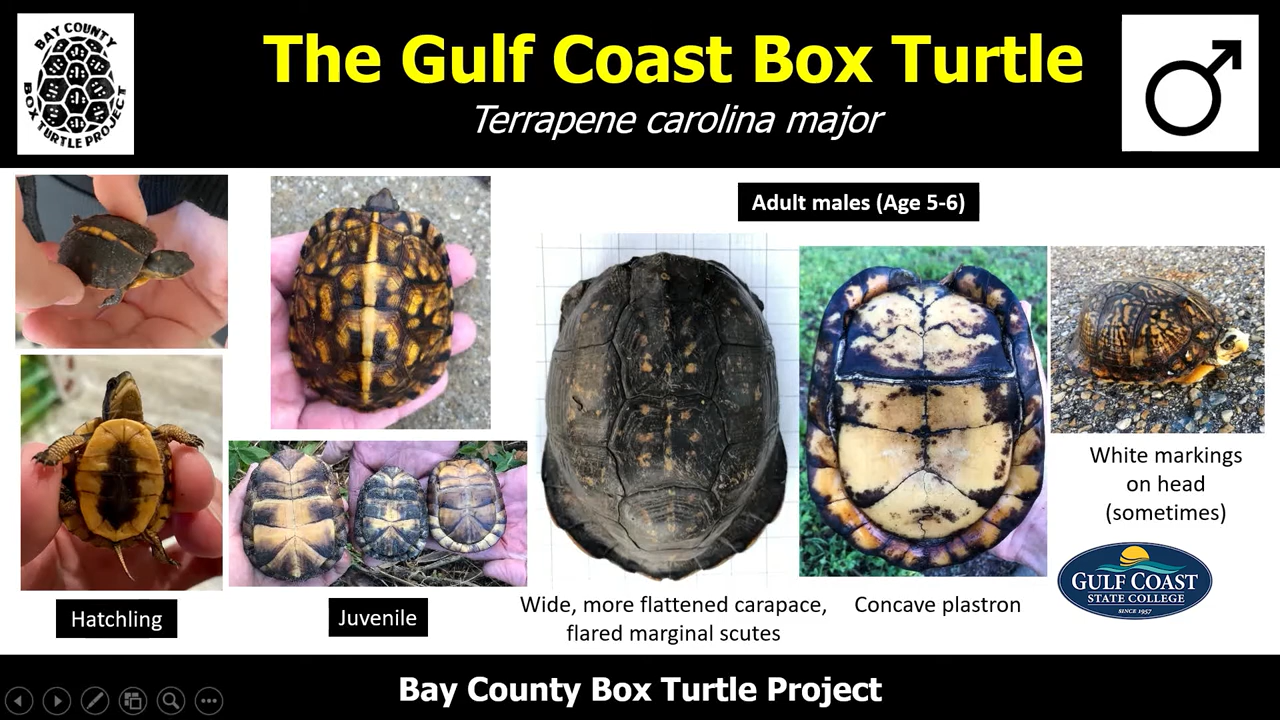 BAY COUNTY
BOX TURTLE PROJECT
The Gulf Coast Box Turtle
Terrapene carolina major
Adult males (Age 5-6)
Hatchling
Juvenile
Wide, more flattened carapace,
flared marginal scutes
Concave plastron
White markings
on head
(sometimes)
GULF COAST
STATE COLLEGE
SINCE 1957
Bay County Box Turtle Project